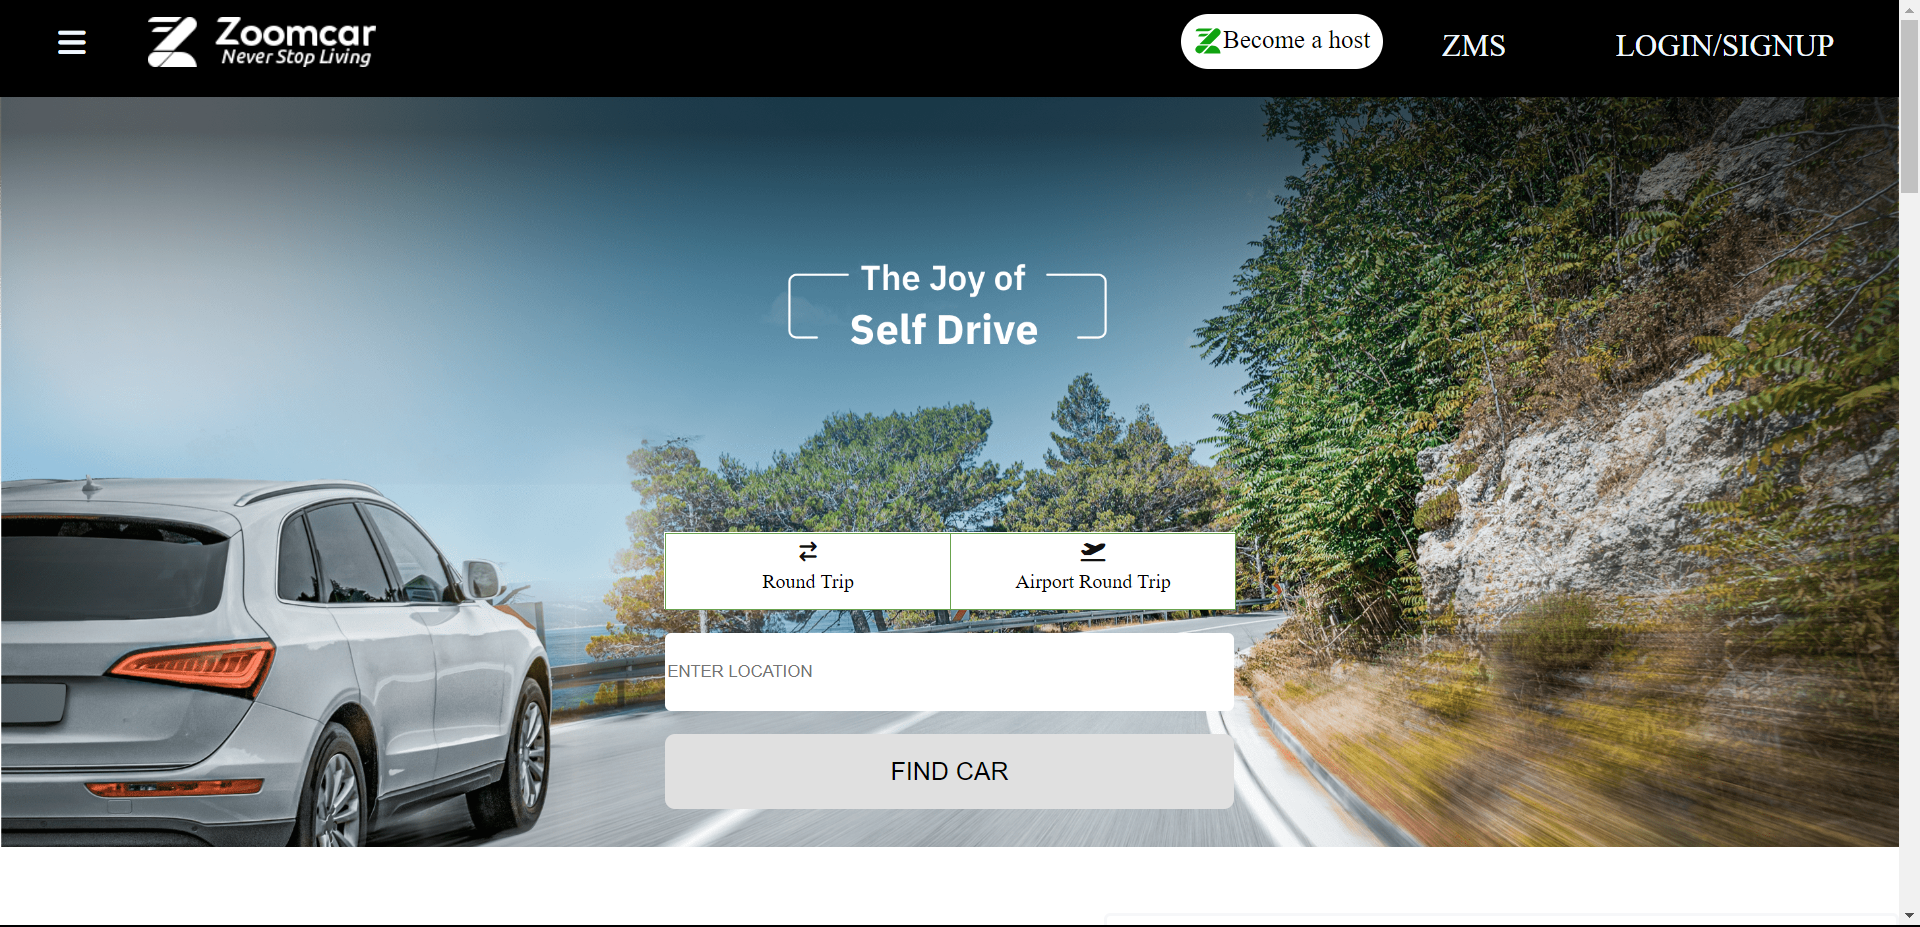 Zoomcar
Never Stop Living
Become a host
ZMS
LOGIN/SIGNUP
The Joy of
Self Drive
Round Trip
Airport Round Trip
ENTER LOCATION
FIND CAR